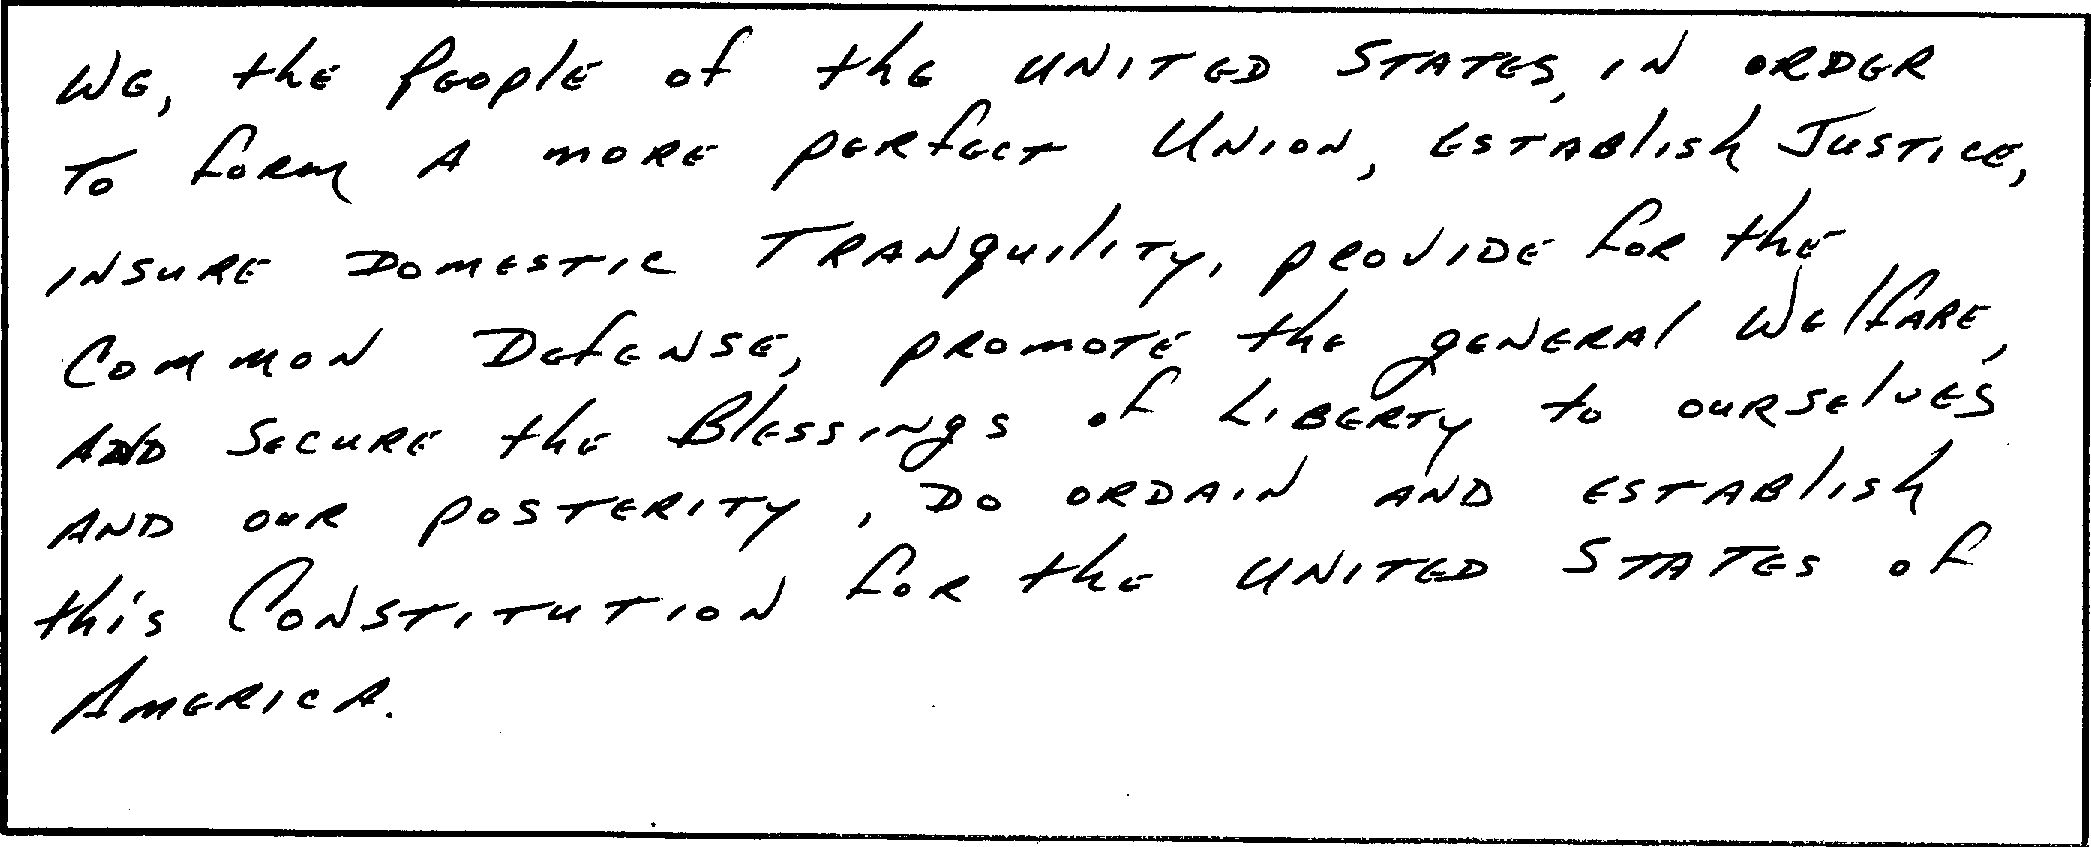 We, the People of the United States, in order
to form a more perfect Union, establish Justice,
insure Domestic Tranquility, provide for the
Common Defense, promote the general Welfare,
and secure the Blessings of Liberty to ourselves
and our posterity, do ordain and establish
this Constitution for the United States of
America.